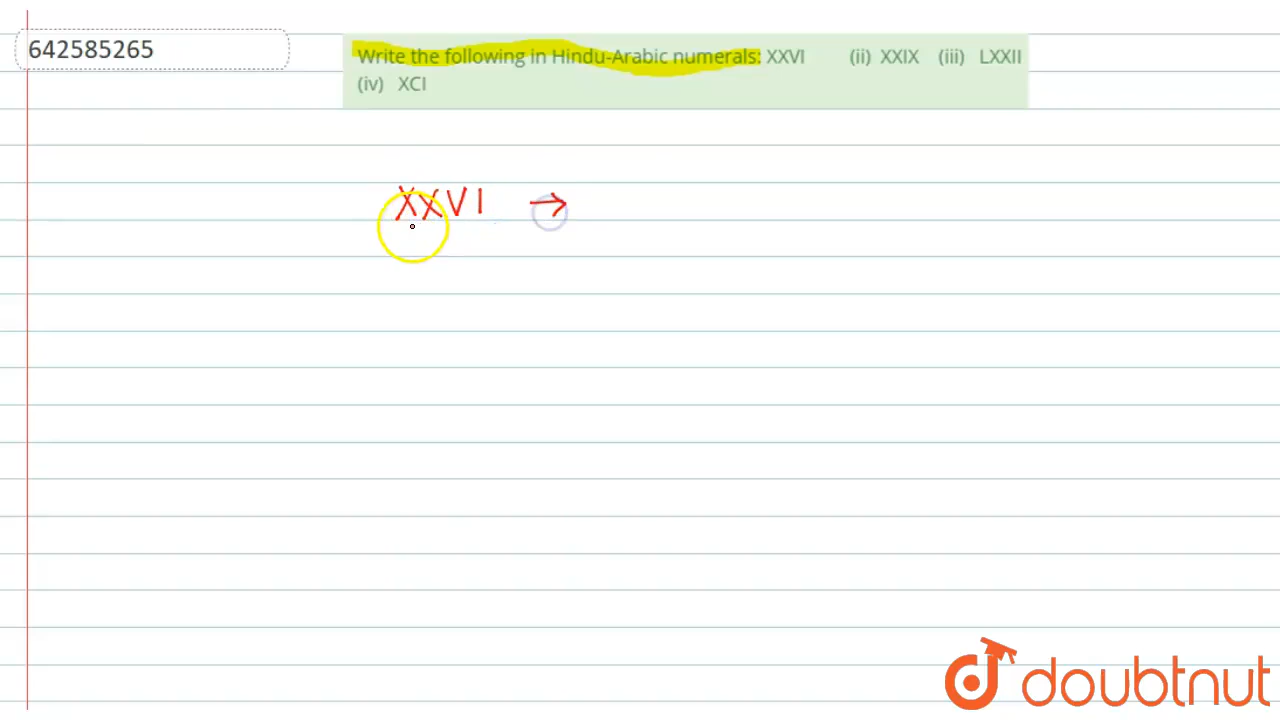 642585265
Write the following in Hindu-Arabic numerals: XXVI (ii) XXIX (iii) LXXII
(iv) XCI
XXVI →
doubtnut